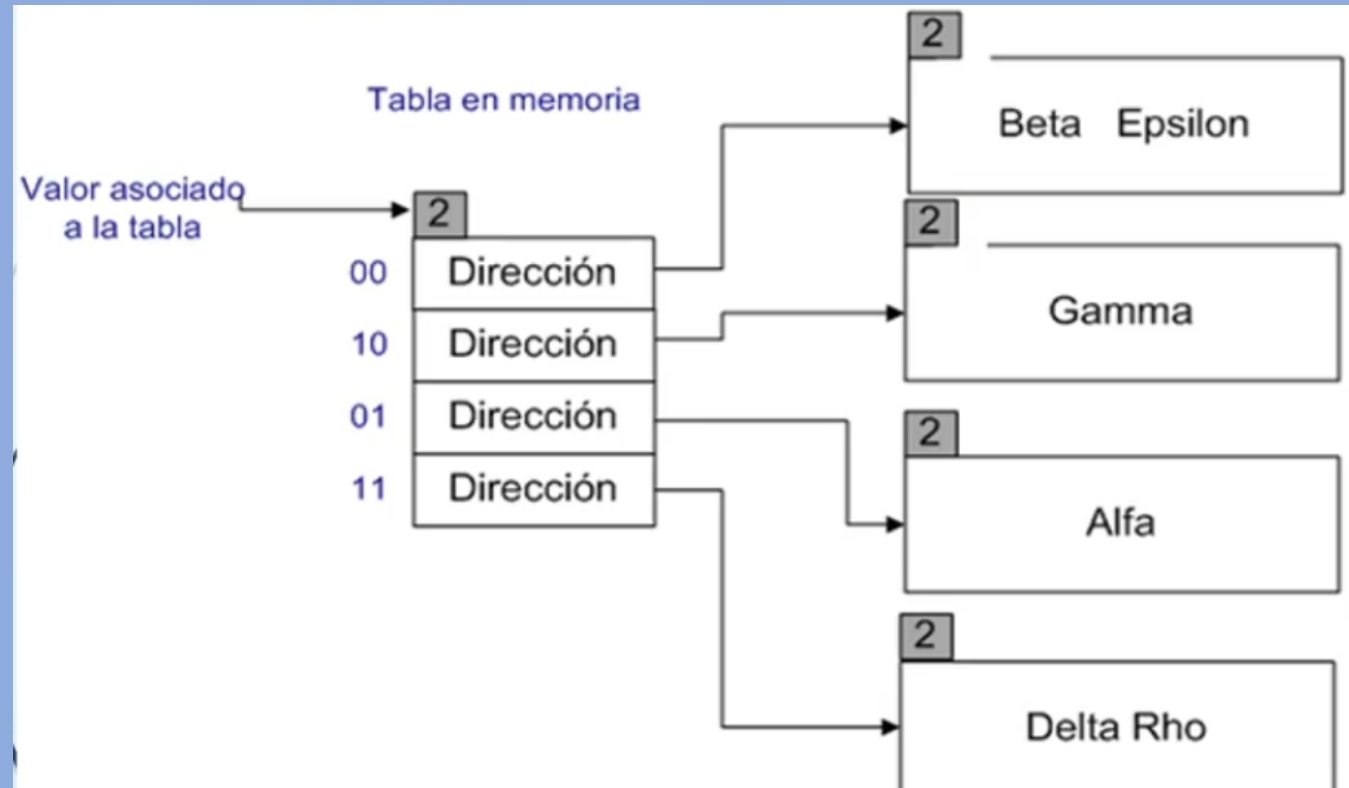 Tabla en memoria
Valor asociado
a la tabla
2
00 Dirección
10 Dirección
01 Dirección
11 Dirección
2
Beta Epsilon
2
Gamma
2
Alfa
2
Delta Rho